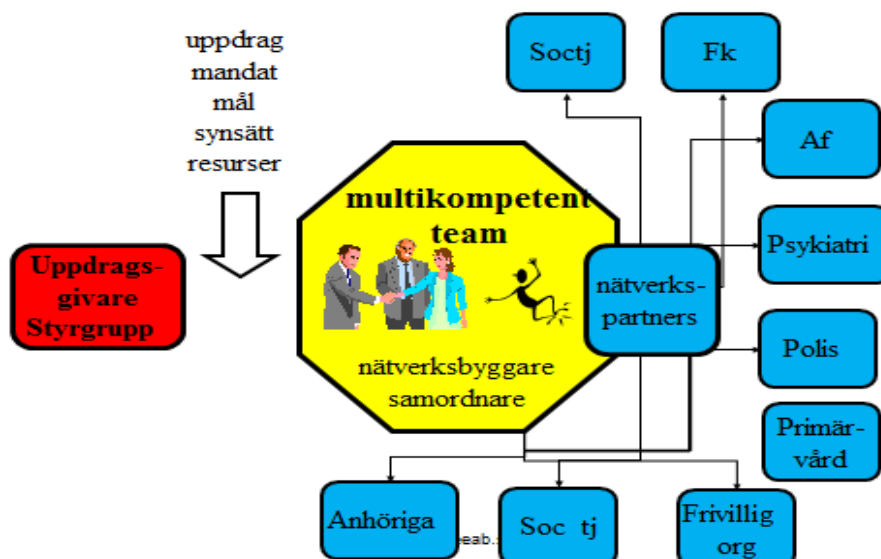 uppdrag
mandat
mål
synsätt
resurser
Uppdrags-
givare
Styrgrupp
multikompetent
team
nätverksbyggare
samordnare
nätverks-
partners
Soctj
Fk
Af
Psykiatri
Polis
Primär-
vård
Anhöriga
Soc tj
Frivillig
org
eeab.